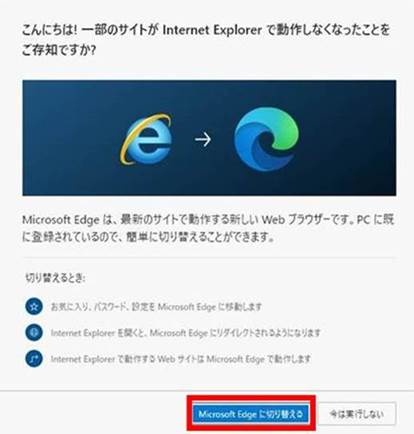 こんにちは! 一部のサイトが Internet Explorer で動作しなくなったことを
ご存知ですか?
Microsoft Edge は、最新のサイトで動作する新しい Web ブラウザーです。PC に既
に登録されているので、簡単に切り替えることができます。
切り替えるとき:
お気に入り、パスワード、設定を Microsoft Edge に移動します
Internet Explorer を開くと、Microsoft Edge にリダイレクトされるようになります
Internet Explorer で動作する Web サイトは Microsoft Edge で動作します
Microsoft Edge に切り替える
今は実行しない